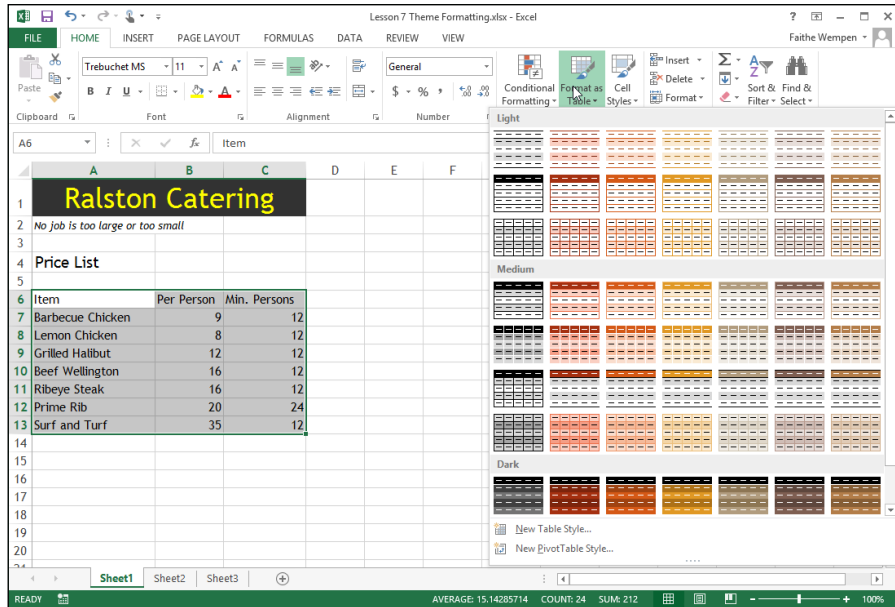 Lesson 7 Theme Formatting.xlsx - Excel
FILE HOME INSERT PAGE LAYOUT FORMULAS DATA REVIEW VIEW Faithe Wempen
Paste
Clipboard
Trebuchet MS 11
B I U
Font
Alignment
General
$ % ,
Number
Conditional Formatting
Format as Table
Cell Styles
Insert
Delete
Format
Sort & Filter
Find & Select
A6 fx Item
A B C D E F
1 Ralston Catering
2 No job is too large or too small
3
4 Price List
5
6 Item Per Person Min. Persons
7 Barbecue Chicken 9 12
8 Lemon Chicken 8 12
9 Grilled Halibut 12 12
10 Beef Wellington 16 12
11 Ribeye Steak 16 12
12 Prime Rib 20 24
13 Surf and Turf 35 12
14
15
16
17
18
19
20
Light
Medium
Dark
New Table Style...
New PivotTable Style...
Sheet1 Sheet2 Sheet3
READY AVERAGE: 15.14285714 COUNT: 24 SUM: 212 100%